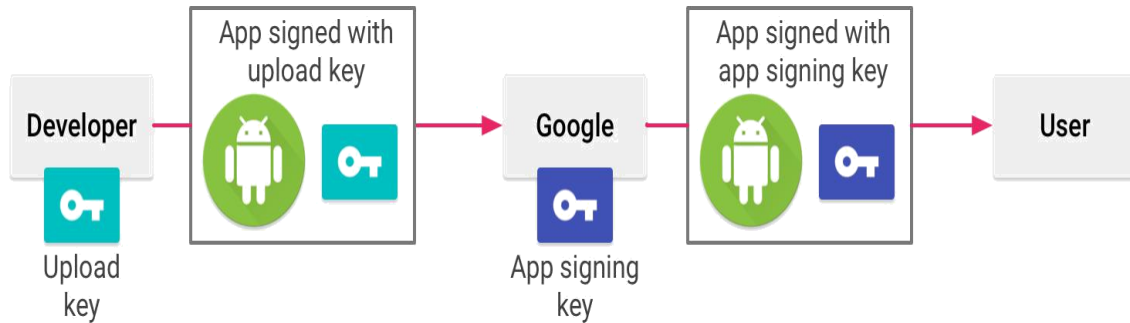 App signed with
upload key
App signed with
app signing key
Developer
Google
User
Upload
key
App signing
key